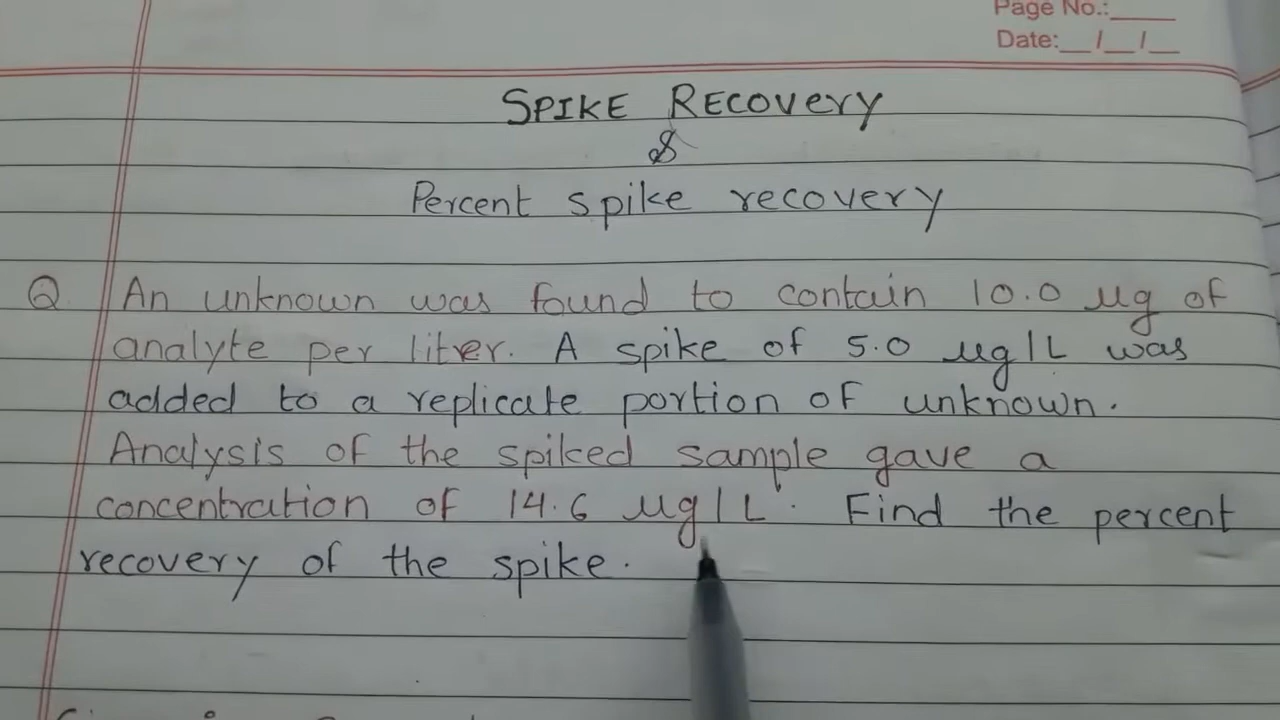 Page No.:
Date: / /
SPIKE RECOVERY
&
Percent spike recovery
Q An unknown was found to contain 10.0 μg of
analyte per liter. A spike of 5.0 μg/L was
added to a replicate portion of unknown.
Analysis of the spiked sample gave a
concentration of 14.6 μg/L. Find the percent
recovery of the spike.